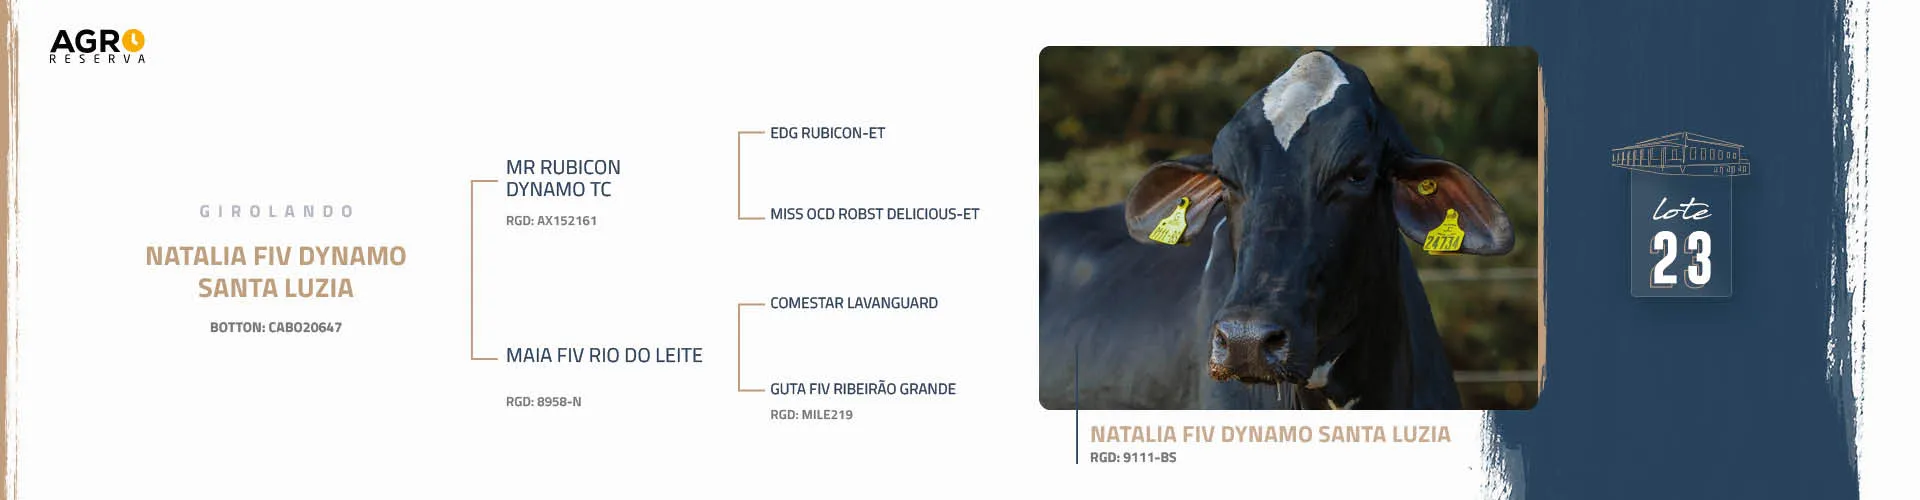 AGRO
RESERVA
GIROLANDO
NATALIA FIV DYNAMO
SANTA LUZIA
BOTTON: CABO20647
MR RUBICON
DYNAMO TC
RGD: AX152161
MAIA FIV RIO DO LEITE
RGD: 8958-N
EDG RUBICON-ET
MISS OCD ROBST DELICIOUS-ET
COMESTAR LAVANGUARD
GUTA FIV RIBEIRÃO GRANDE
RGD: MILE219
24734
NATALIA FIV DYNAMO SANTA LUZIA
RGD: 9111-BS
lote
23